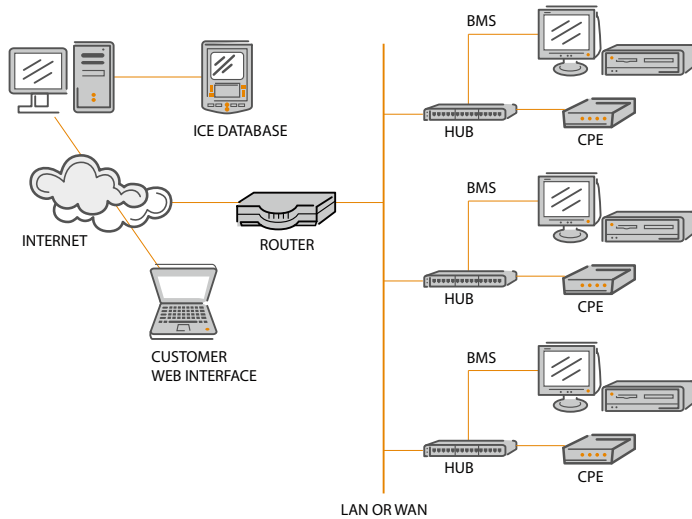 BMS
HUB
CPE
ICE DATABASE
BMS
INTERNET
ROUTER
HUB
CPE
CUSTOMER
WEB INTERFACE
BMS
HUB
CPE
LAN OR WAN